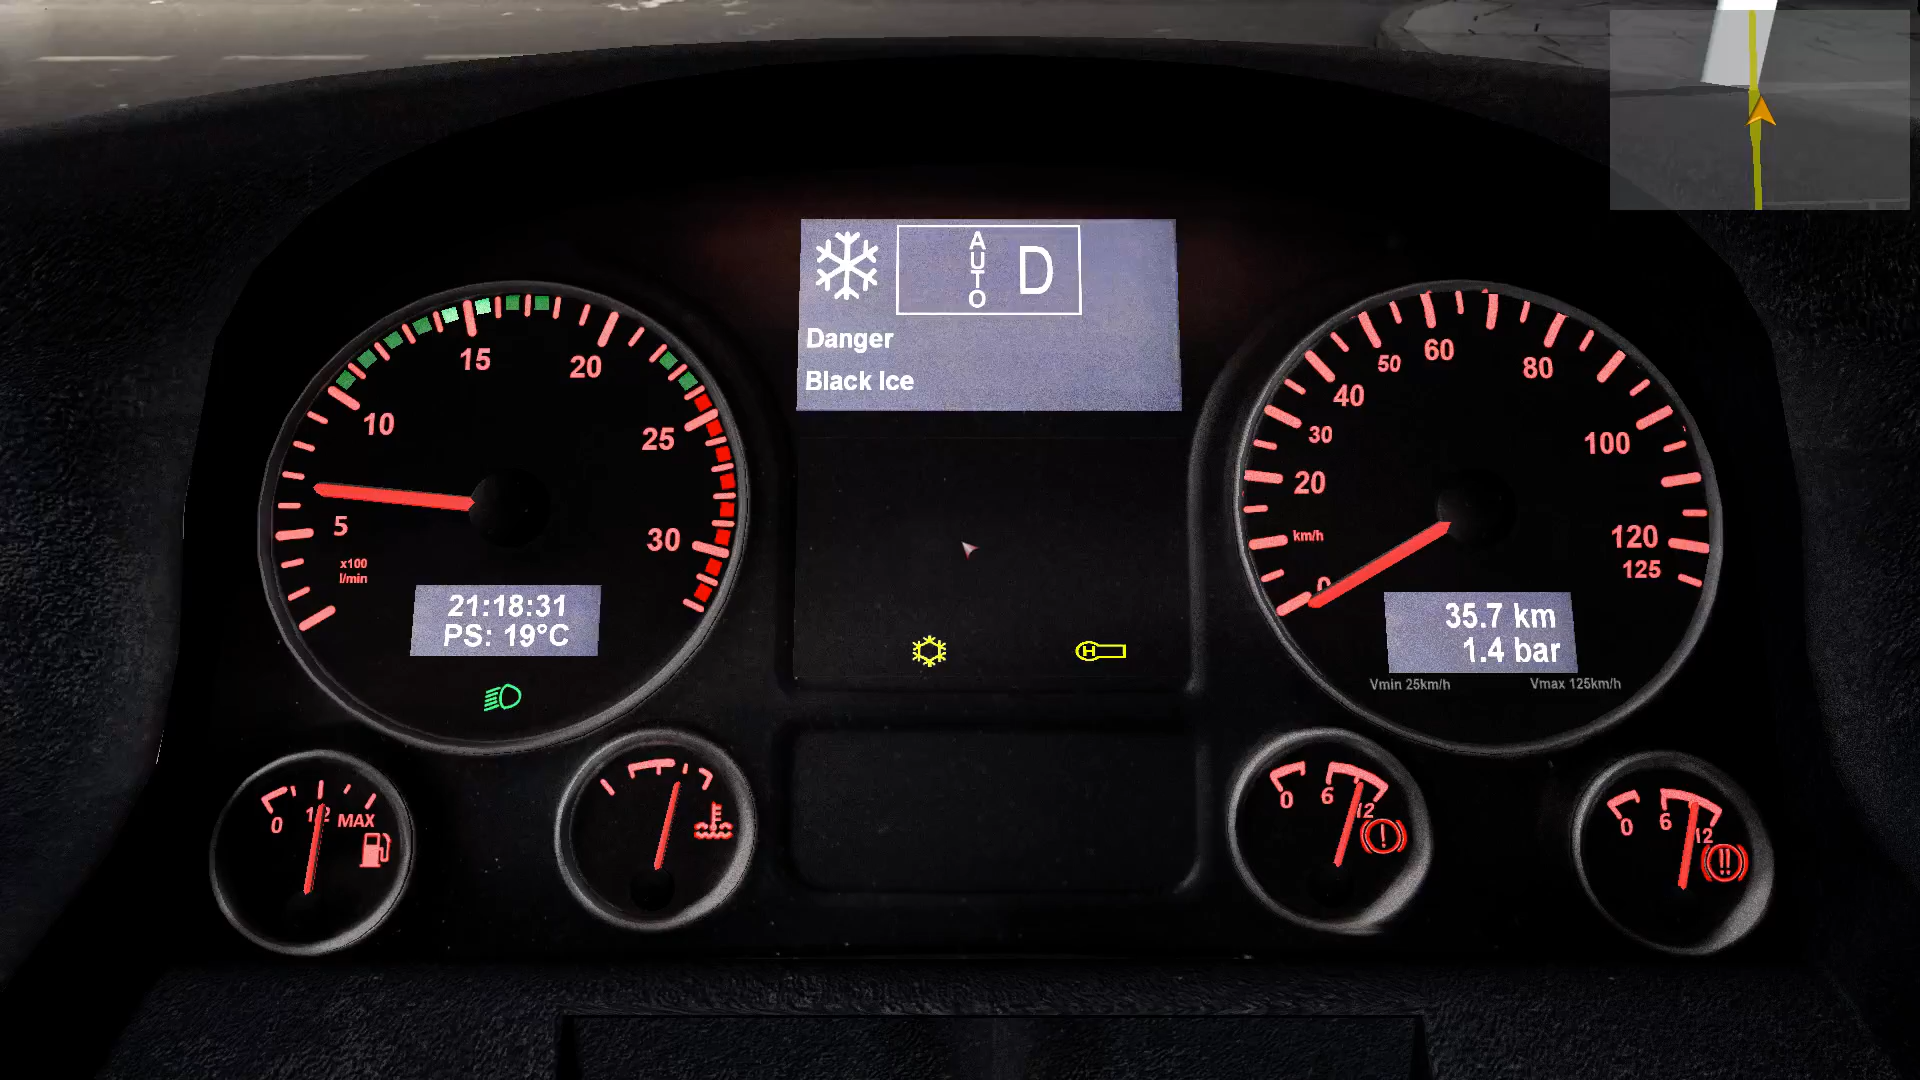 AUTO D
Danger
Black Ice
5
10
15
20
25
30
x100
l/min
21:18:31
PS: 19°C
0
20
30
40
50
60
80
100
120
125
km/h
35.7 km
1.4 bar
Vmin 25km/h
Vmax 125km/h
H
0
1/2
MAX
0
6
12
0
6
12